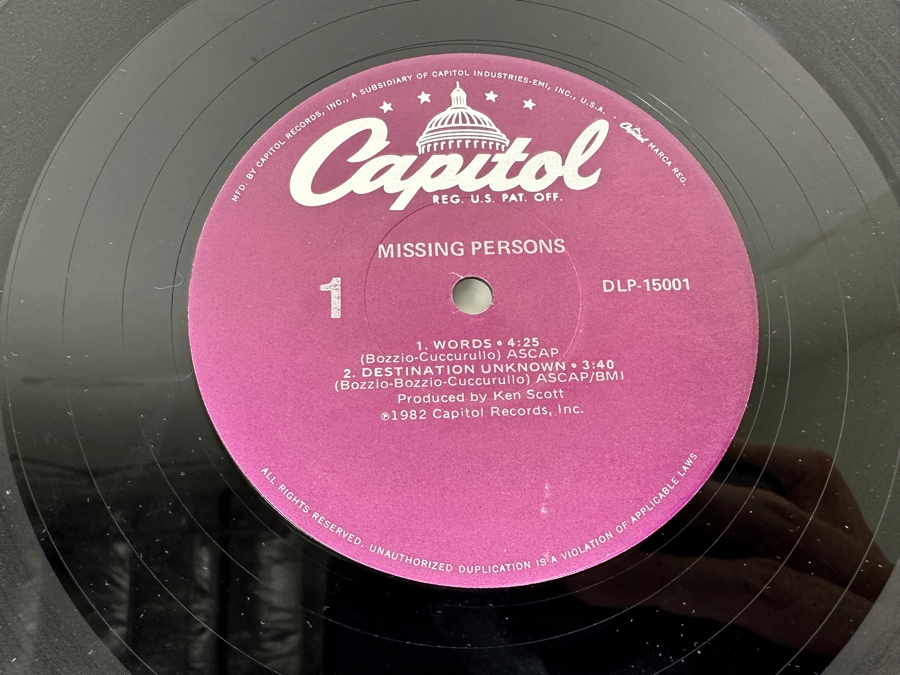 MFD. BY CAPITOL RECORDS, INC., A SUBSIDIARY OF CAPITOL INDUSTRIES-EMI, INC., U.S.A.
Capitol MARCA REG.
Capitol
REG. U.S. PAT. OFF.
MISSING PERSONS
1
DLP-15001
1. WORDS • 4:25
(Bozzio-Cuccurullo) ASCAP
2. DESTINATION UNKNOWN • 3:40
(Bozzio-Bozzio-Cuccurullo) ASCAP/BMI
Produced by Ken Scott
℗1982 Capitol Records, Inc.
ALL RIGHTS RESERVED. UNAUTHORIZED DUPLICATION IS A VIOLATION OF APPLICABLE LAWS